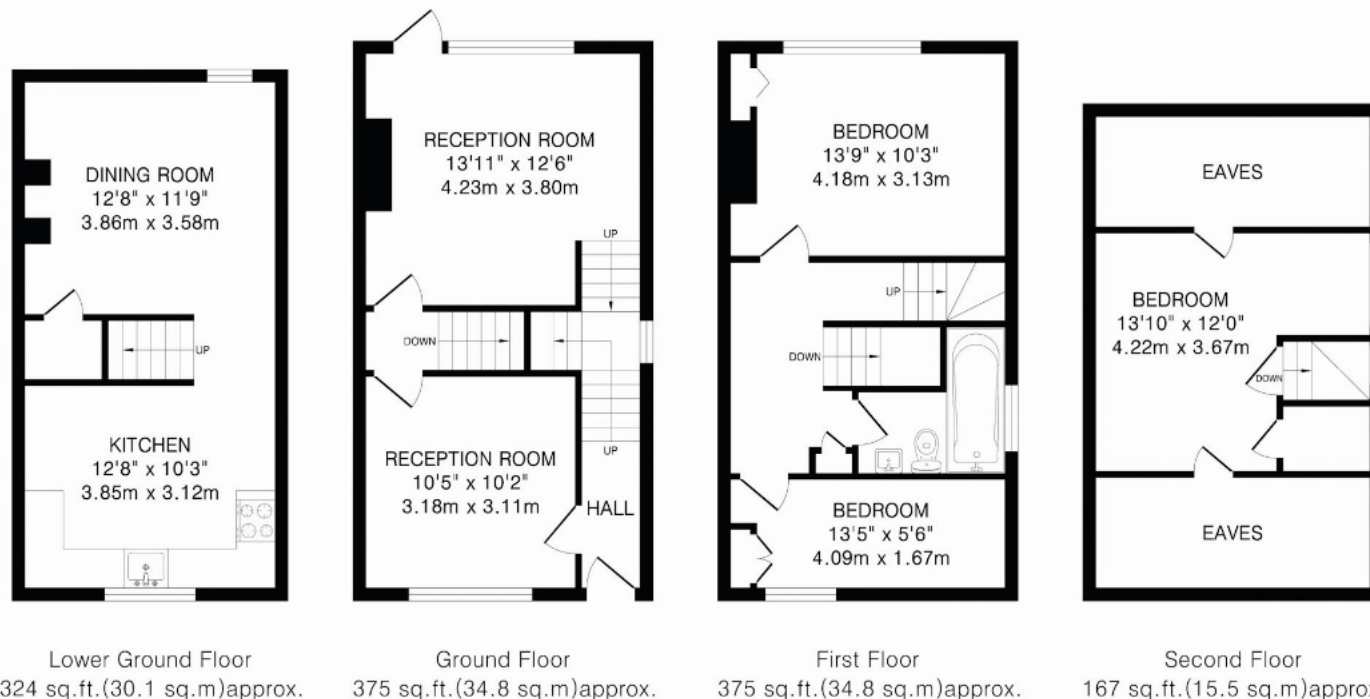 DINING ROOM
12'8" x 11'9"
3.86m x 3.58m
UP
KITCHEN
12'8" x 10'3"
3.85m x 3.12m
Lower Ground Floor
324 sq.ft.(30.1 sq.m)approx.
RECEPTION ROOM
13'11" x 12'6"
4.23m x 3.80m
UP
DOWN
UP
RECEPTION ROOM
10'5" x 10'2"
3.18m x 3.11m
HALL
Ground Floor
375 sq.ft.(34.8 sq.m)approx.
BEDROOM
13'9" x 10'3"
4.18m x 3.13m
UP
DOWN
BEDROOM
13'5" x 5'6"
4.09m x 1.67m
First Floor
375 sq.ft.(34.8 sq.m)approx.
EAVES
BEDROOM
13'10" x 12'0"
4.22m x 3.67m
DOWN
EAVES
Second Floor
167 sq.ft.(15.5 sq.m)appro